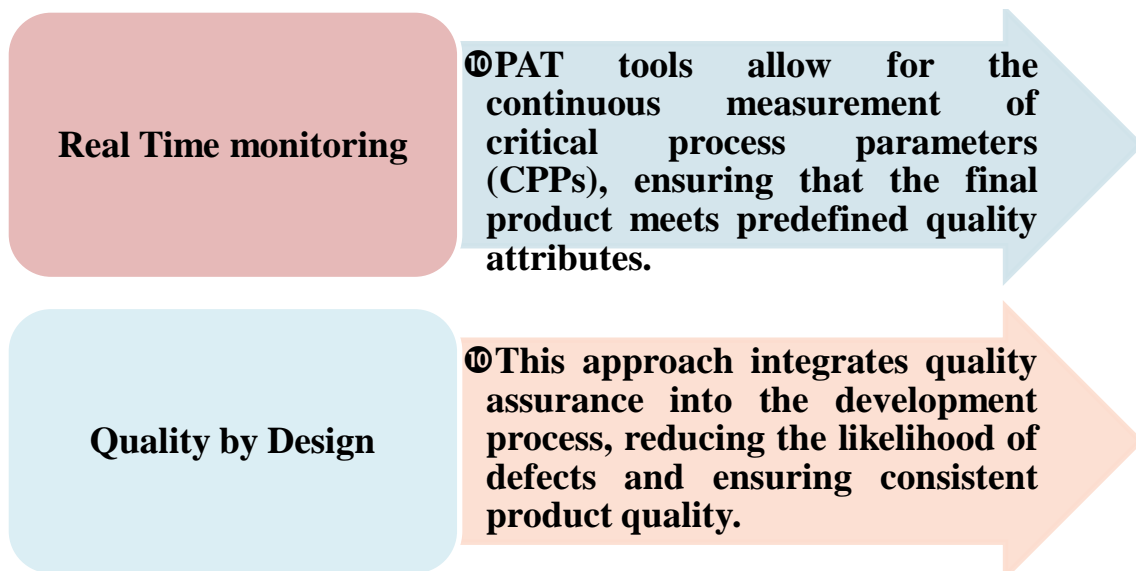 Real Time monitoring
❿PAT tools allow for the
continuous measurement of
critical process parameters
(CPPs), ensuring that the final
product meets predefined quality
attributes.
Quality by Design
❿This approach integrates quality
assurance into the development
process, reducing the likelihood of
defects and ensuring consistent
product quality.